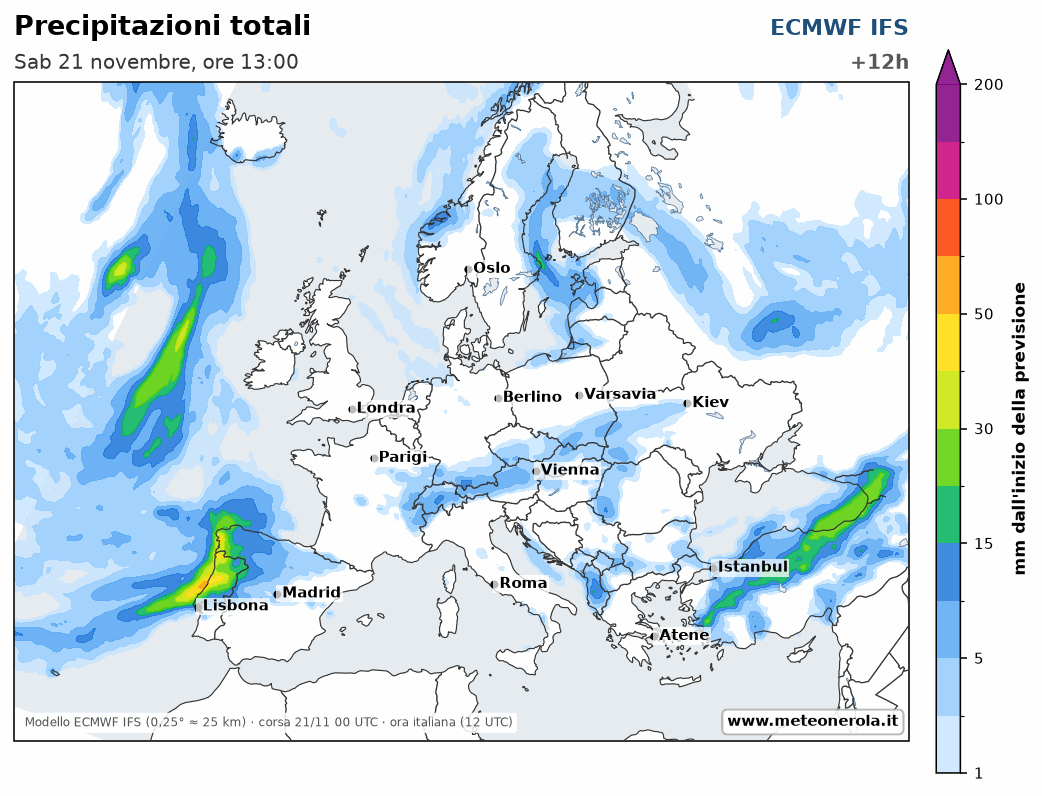 Precipitazioni totali
ECMWF IFS
Sab 21 novembre, ore 13:00
+12h
200
100
50
30
15
5
1
mm dall'inizio della previsione
Oslo
Londra
Berlino
Varsavia
Kiev
Parigi
Vienna
Istanbul
Roma
Madrid
Lisbona
Atene
Modello ECMWF IFS (0,25° ≈ 25 km) · corsa 21/11 00 UTC · ora italiana (12 UTC)
www.meteonerola.it